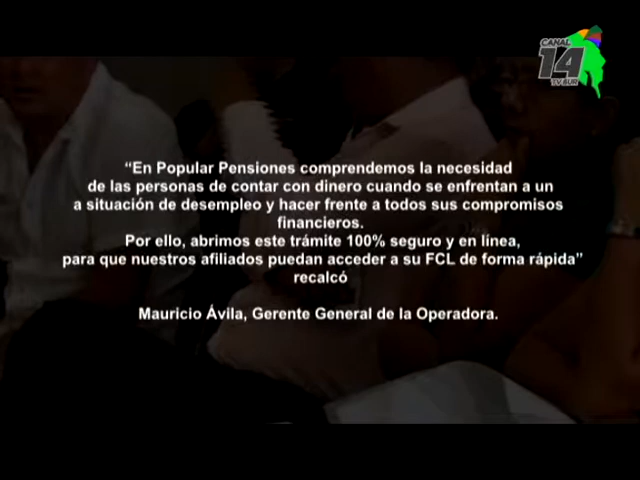 CANAL
14
TV SUR
“En Popular Pensiones comprendemos la necesidad
de las personas de contar con dinero cuando se enfrentan a un
a situación de desempleo y hacer frente a todos sus compromisos
financieros.
Por ello, abrimos este trámite 100% seguro y en línea,
para que nuestros afiliados puedan acceder a su FCL de forma rápida”
recalcó
Mauricio Ávila, Gerente General de la Operadora.